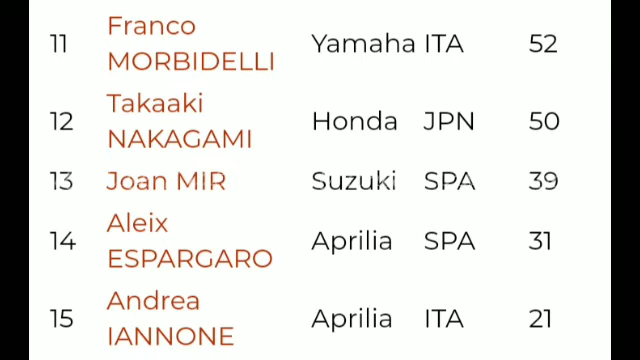 11 Franco MORBIDELLI Yamaha ITA 52
12 Takaaki NAKAGAMI Honda JPN 50
13 Joan MIR Suzuki SPA 39
14 Aleix ESPARGARO Aprilia SPA 31
15 Andrea IANNONE Aprilia ITA 21